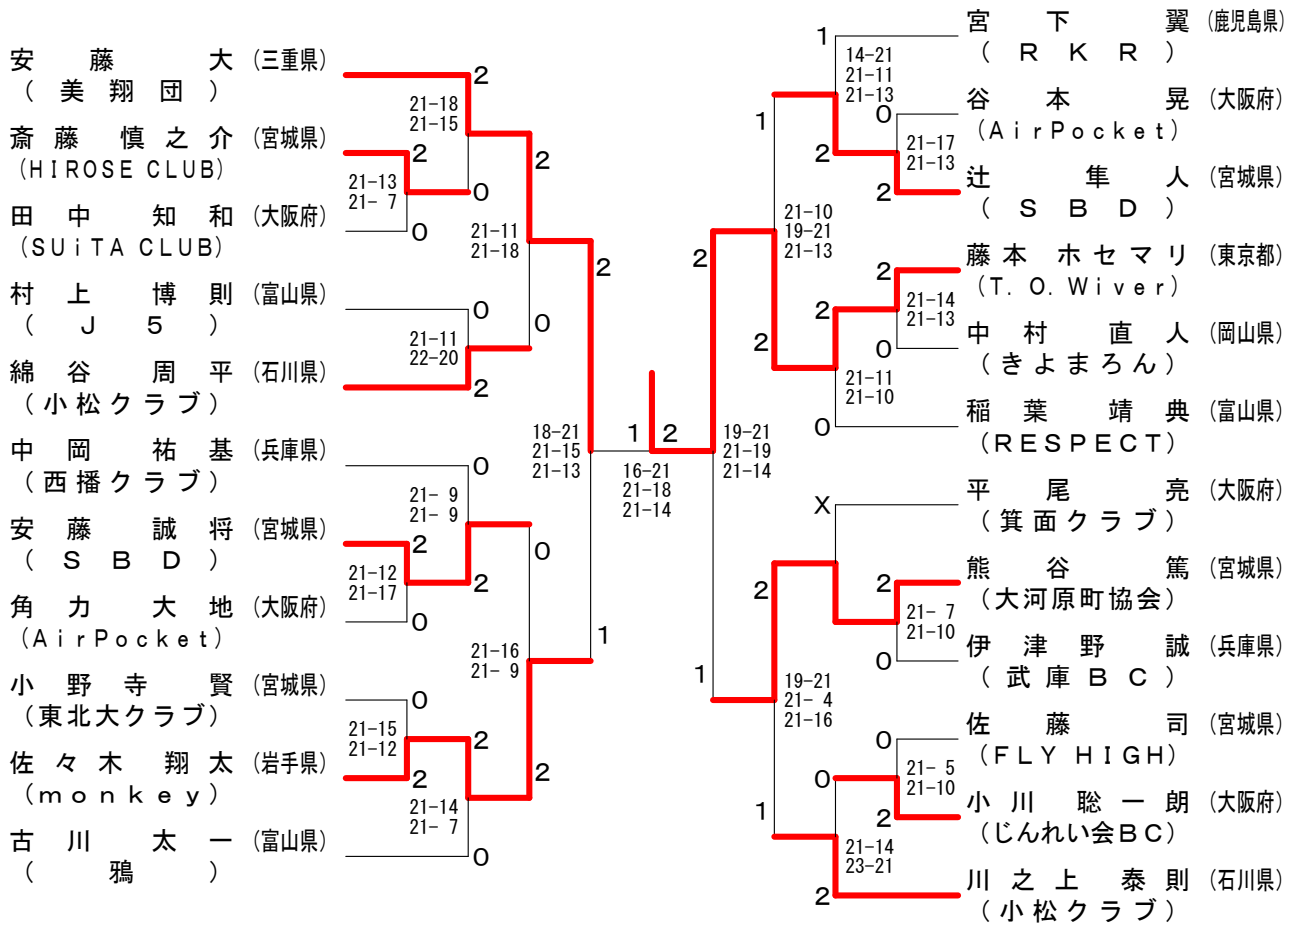 安藤大 (三重県)
(美翔団)
2
21-18
21-15
斎藤慎之介 (宮城県)
(HIROSE CLUB)
2
2
21-13
21- 7
0
田中知和 (大阪府)
(SUiTA CLUB)
0
21-11
21-18
2
村上博則 (富山県)
(J5)
0
0
21-11
22-20
綿谷周平 (石川県)
(小松クラブ)
2
18-21
21-15
21-13
中岡祐基 (兵庫県)
(西播クラブ)
0
21- 9
21- 9
安藤誠将 (宮城県)
(SBD)
2
0
21-12
21-17
2
角力大地 (大阪府)
(AirPocket)
0
1
21-16
21- 9
小野寺賢 (宮城県)
(東北大クラブ)
0
21-15
21-12
2
佐々木翔太 (岩手県)
(monkey)
2
2
21-14
21- 7
古川太一 (富山県)
(鴉)
0
1 2
16-21
21-18
21-14
宮下翼 (鹿児島県)
(RKR)
1
14-21
21-11
21-13
谷本晃 (大阪府)
(AirPocket)
0
1
21-17
21-13
2
辻隼人 (宮城県)
(SBD)
2
21-10
19-21
21-13
藤本ホセマリ (東京都)
(T. O. Wiver)
2
2
21-14
21-13
2
中村直人 (岡山県)
(きよまろん)
0
2
21-11
21-10
稲葉靖典 (富山県)
(RESPECT)
0
19-21
21-19
21-14
平尾亮 (大阪府)
(箕面クラブ)
X
熊谷篤 (宮城県)
(大河原町協会)
2
2
21- 7
21-10
伊津野誠 (兵庫県)
(武庫BC)
0
1
19-21
21- 4
21-16
佐藤司 (宮城県)
(FLY HIGH)
0
21- 5
21-10
0
小川聡一朗 (大阪府)
(じんれい会BC)
2
1
21-14
23-21
川之上泰則 (石川県)
(小松クラブ)
2